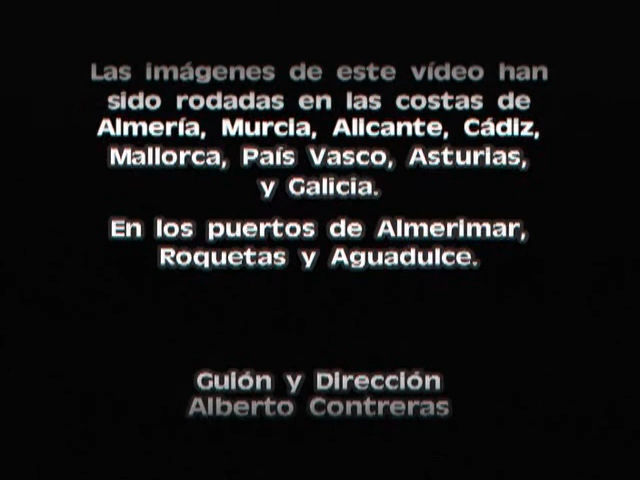 Las imágenes de este vídeo han
sido rodadas en las costas de
Almería, Murcia, Alicante, Cádiz,
Mallorca, País Vasco, Asturias,
y Galicia.
En los puertos de Almerimar,
Roquetas y Aguadulce.
Guión y Dirección
Alberto Contreras